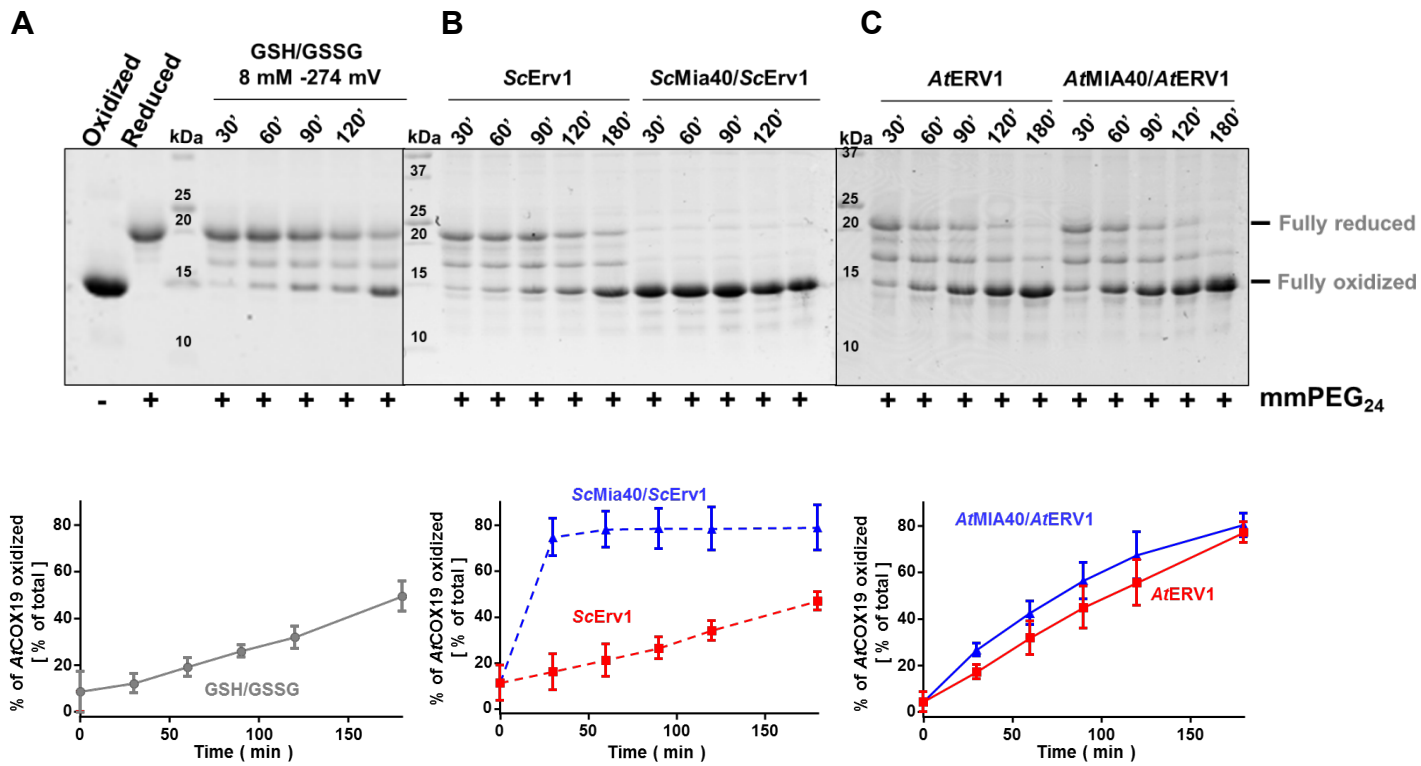 A
B
C
GSH/GSSG
8 mM -274 mV
ScErv1
ScMia40/ScErv1
AtERV1
AtMIA40/AtERV1
Oxidized
Reduced
kDa
30’
60’
90’
120’
kDa
30’
60’
90’
120’
180’
30’
60’
90’
120’
kDa
30’
60’
90’
120’
180’
30’
60’
90’
120’
180’
25
20
15
10
37
25
20
15
10
37
25
20
15
10
Fully reduced
Fully oxidized
- + + + + + + + + + + + + + + + + + + + + + + + + + +
mmPEG24
% of AtCOX19 oxidized
[ % of total ]
80
60
40
20
0
GSH/GSSG
0 50 100 150
Time ( min )
% of AtCOX19 oxidized
[ % of total ]
80
60
40
20
0
ScMia40/ScErv1
ScErv1
0 50 100 150
Time ( min )
% of AtCOX19 oxidized
[ % of total ]
80
60
40
20
0
AtMIA40/AtERV1
AtERV1
0 50 100 150
Time ( min )